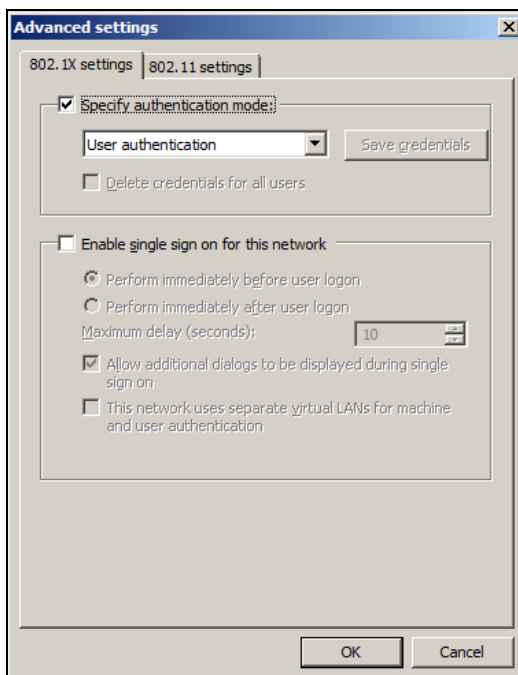 Advanced settings
802.1X settings
802.11 settings
Specify authentication mode:
User authentication
Save credentials
Delete credentials for all users
Enable single sign on for this network
Perform immediately before user logon
Perform immediately after user logon
Maximum delay (seconds):
10
Allow additional dialogs to be displayed during single
sign on
This network uses separate virtual LANs for machine
and user authentication
OK
Cancel